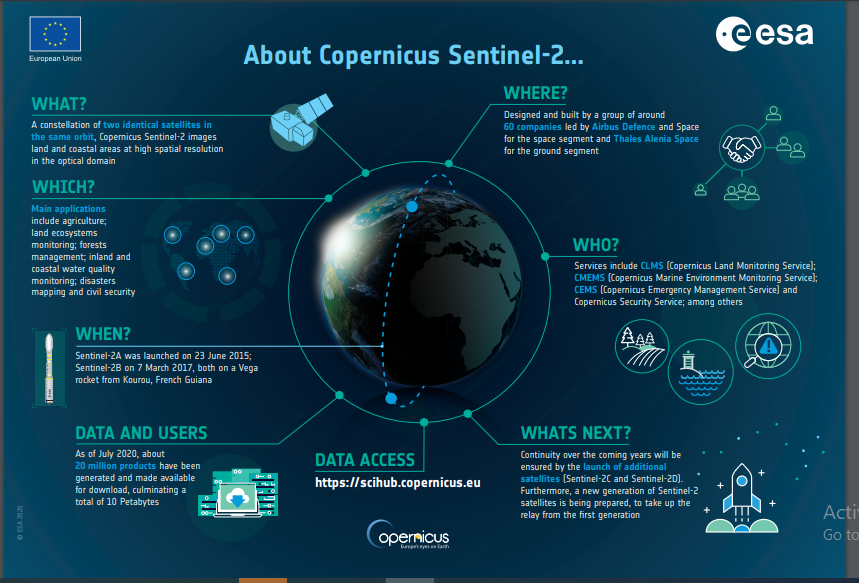 European Union
esa
About Copernicus Sentinel-2...
WHAT?
A constellation of two identical satellites in
the same orbit, Copernicus Sentinel-2 images
land and coastal areas at high spatial resolution
in the optical domain
WHERE?
Designed and built by a group of around
60 companies led by Airbus Defence and Space
for the space segment and Thales Alenia Space
for the ground segment
WHICH?
Main applications
include agriculture;
land ecosystems
monitoring; forests
management; inland and
coastal water quality
monitoring; disasters
mapping and civil security
WHO?
Services include CLMS (Copernicus Land Monitoring Service);
CMEMS (Copernicus Marine Environment Monitoring Service);
CEMS (Copernicus Emergency Management Service) and
Copernicus Security Service; among others
WHEN?
Sentinel-2A was launched on 23 June 2015;
Sentinel-2B on 7 March 2017, both on a Vega
rocket from Kourou, French Guiana
DATA AND USERS
As of July 2020, about
20 million products have been
generated and made available
for download, culminating a
total of 10 Petabytes
DATA ACCESS
https://scihub.copernicus.eu
WHATS NEXT?
Continuity over the coming years will be
ensured by the launch of additional
satellites (Sentinel-2C and Sentinel-2D).
Furthermore, a new generation of Sentinel-2
satellites is being prepared, to take up the
relay from the first generation
© ESA 2020
opernicus
Europe's eyes on Earth
Acti
Go to